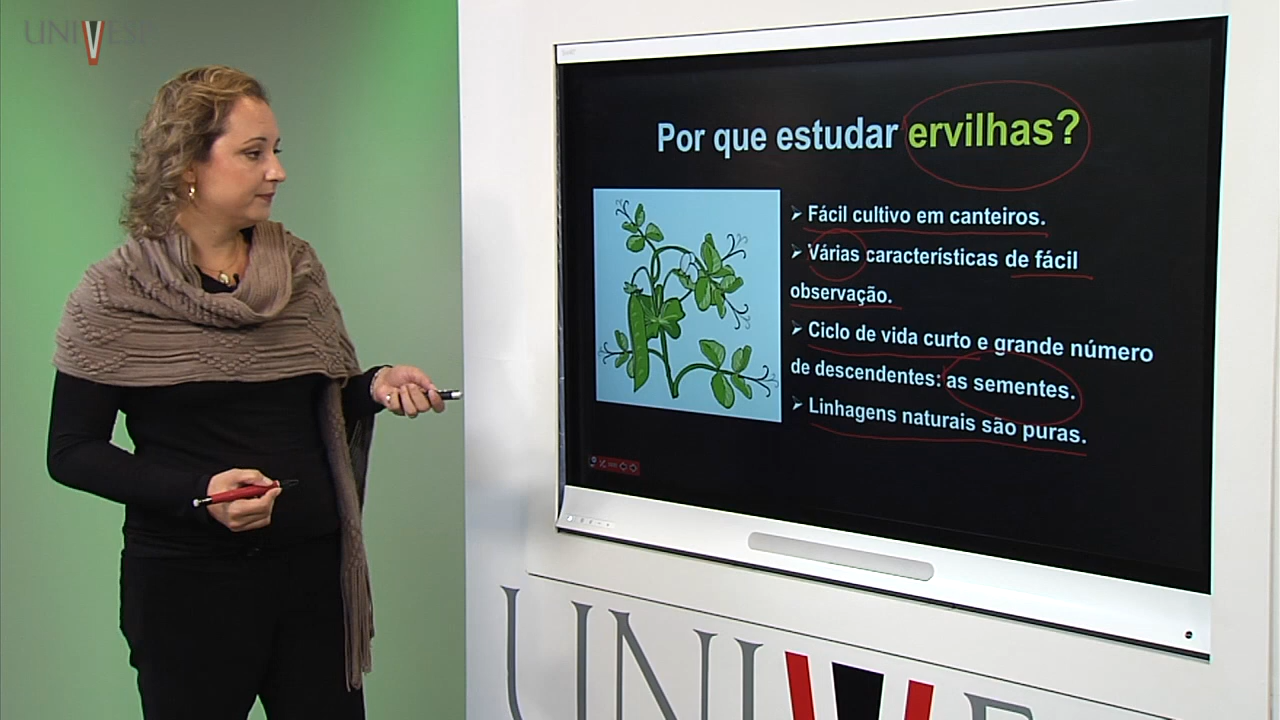 UNIVESP
Por que estudar ervilhas?
Fácil cultivo em canteiros.
Várias características de fácil
observação.
Ciclo de vida curto e grande número
de descendentes: as sementes.
Linhagens naturais são puras.
UNIVE